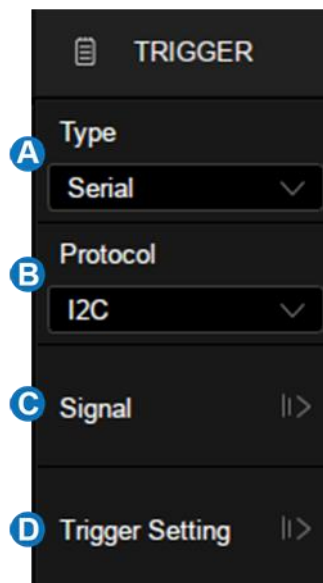 TRIGGER
A
Type
Serial
B
Protocol
I2C
C
Signal
D
Trigger Setting